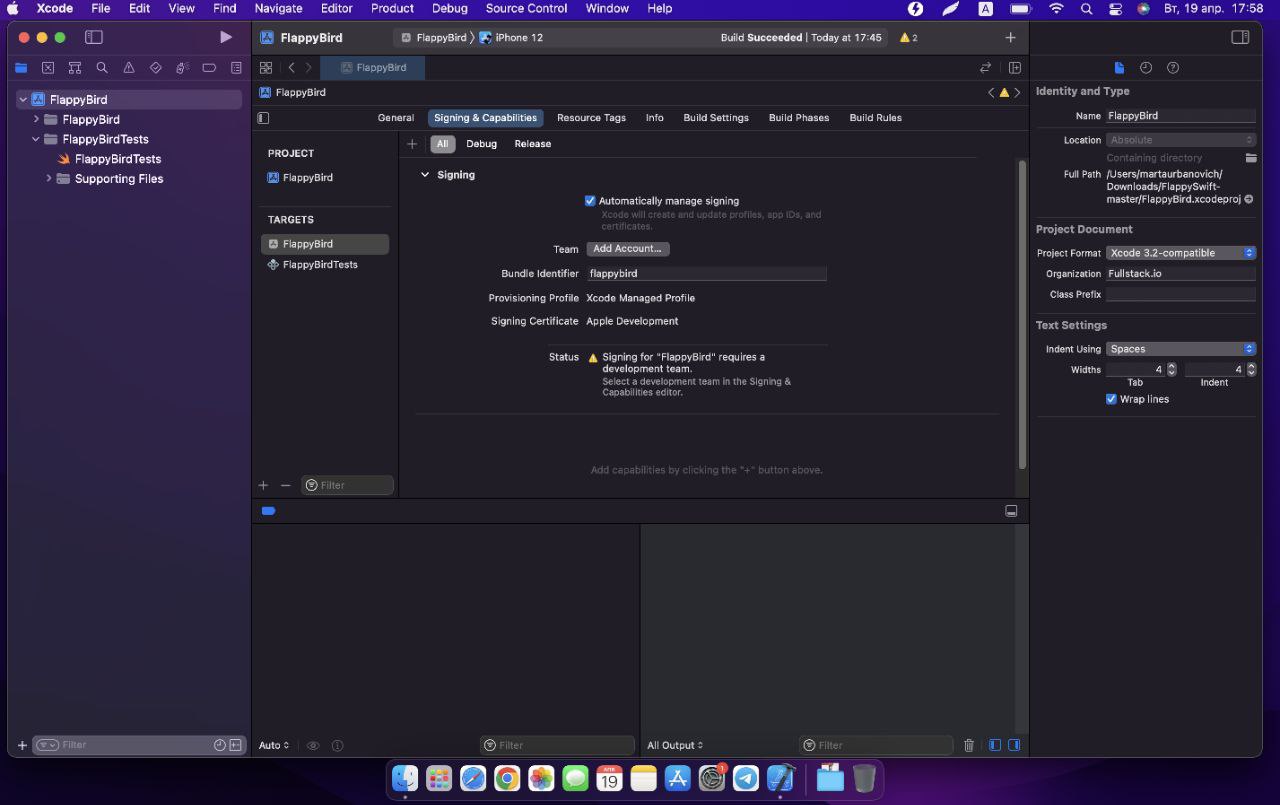 Xcode File Edit View Find Navigate Editor Product Debug Source Control Window Help A Вт, 19 апр. 17:58
FlappyBird FlappyBird iPhone 12 Build Succeeded | Today at 17:45 2
FlappyBird
FlappyBird
FlappyBird
FlappyBird
FlappyBirdTests
FlappyBirdTests
Supporting Files
General Signing & Capabilities Resource Tags Info Build Settings Build Phases Build Rules
PROJECT
FlappyBird
TARGETS
FlappyBird
FlappyBirdTests
Filter
All Debug Release
Signing
Automatically manage signing
Xcode will create and update profiles, app IDs, and
certificates.
Team Add Account...
Bundle Identifier flappybird
Provisioning Profile Xcode Managed Profile
Signing Certificate Apple Development
Status Signing for "FlappyBird" requires a
development team.
Select a development team in the Signing &
Capabilities editor.
Add capabilities by clicking the "+" button above.
Identity and Type
Name FlappyBird
Location Absolute
Containing directory
Full Path /Users/martaurbanovich/
Downloads/FlappySwift-
master/FlappyBird.xcodeproj
Project Document
Project Format Xcode 3.2-compatible
Organization Fullstack.io
Class Prefix
Text Settings
Indent Using Spaces
Widths 4 4
Tab Indent
Wrap lines
Filter
Auto Filter
All Output Filter
19
1